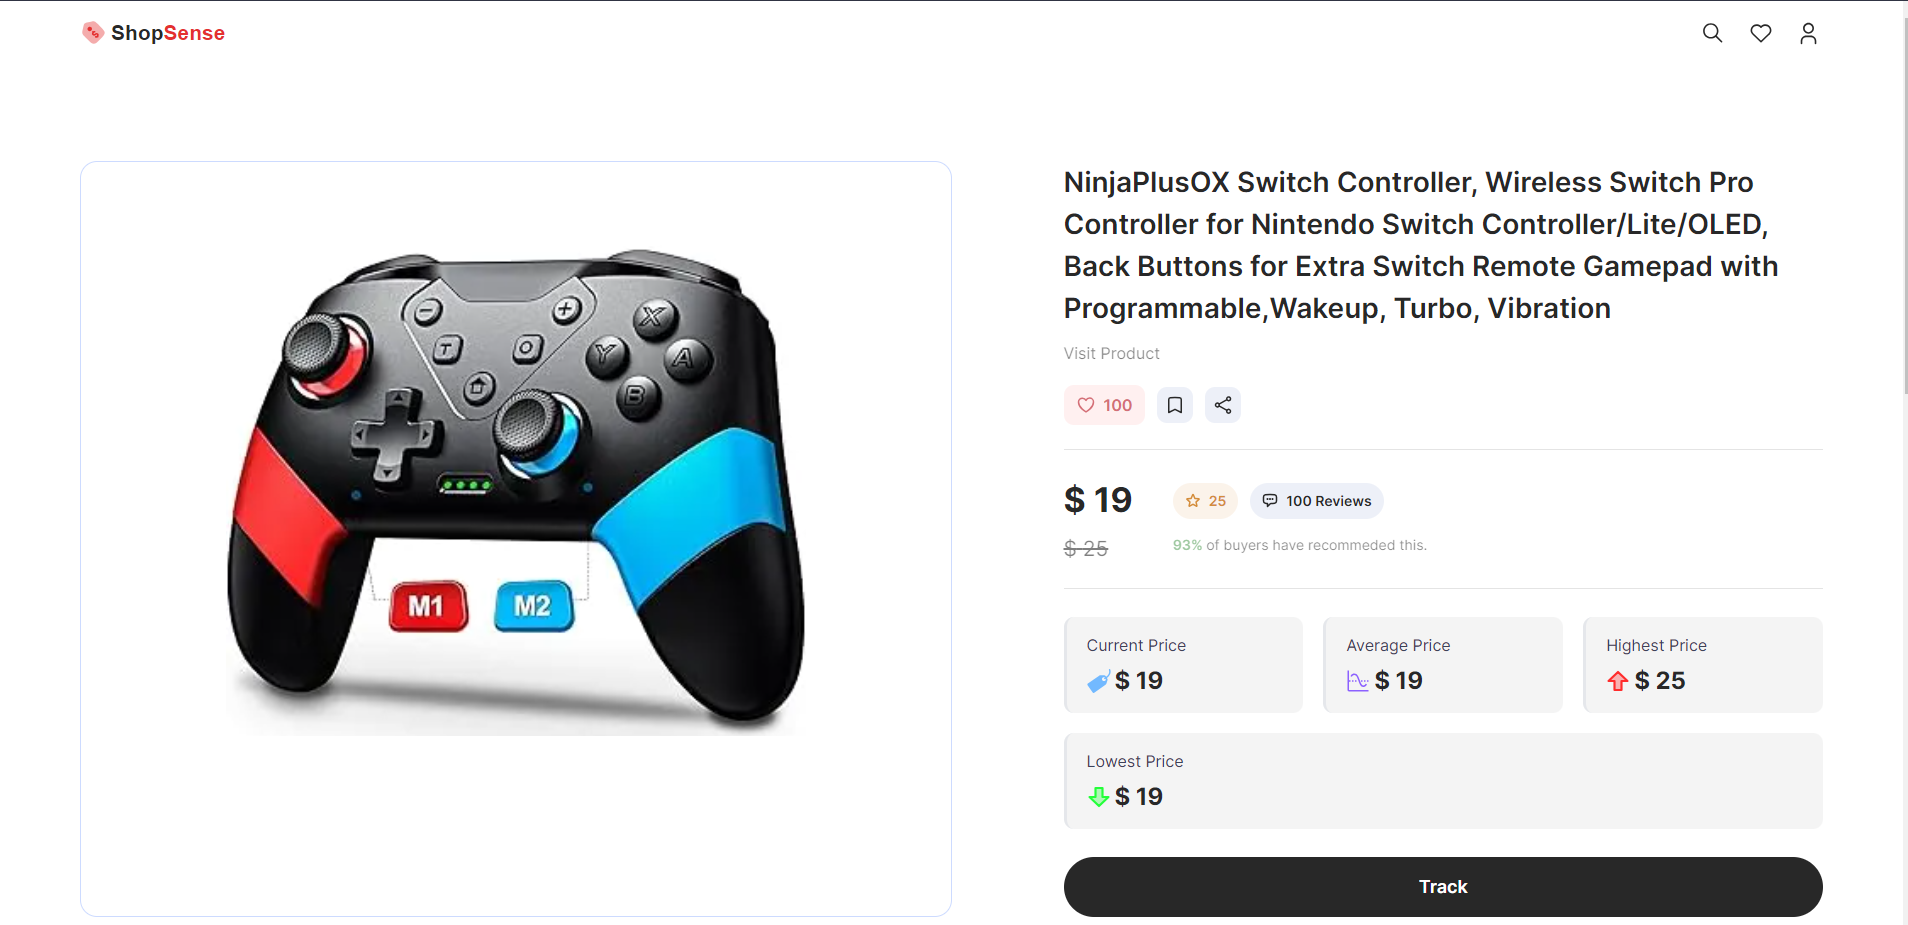 ShopSense
NinjaPlusOX Switch Controller, Wireless Switch Pro
Controller for Nintendo Switch Controller/Lite/OLED,
Back Buttons for Extra Switch Remote Gamepad with
Programmable,Wakeup, Turbo, Vibration
Visit Product
100
$ 19
25
100 Reviews
$ 25
93% of buyers have recommeded this.
Current Price
$ 19
Average Price
$ 19
Highest Price
$ 25
Lowest Price
$ 19
Track
X
Y
A
B
T
O
M1
M2